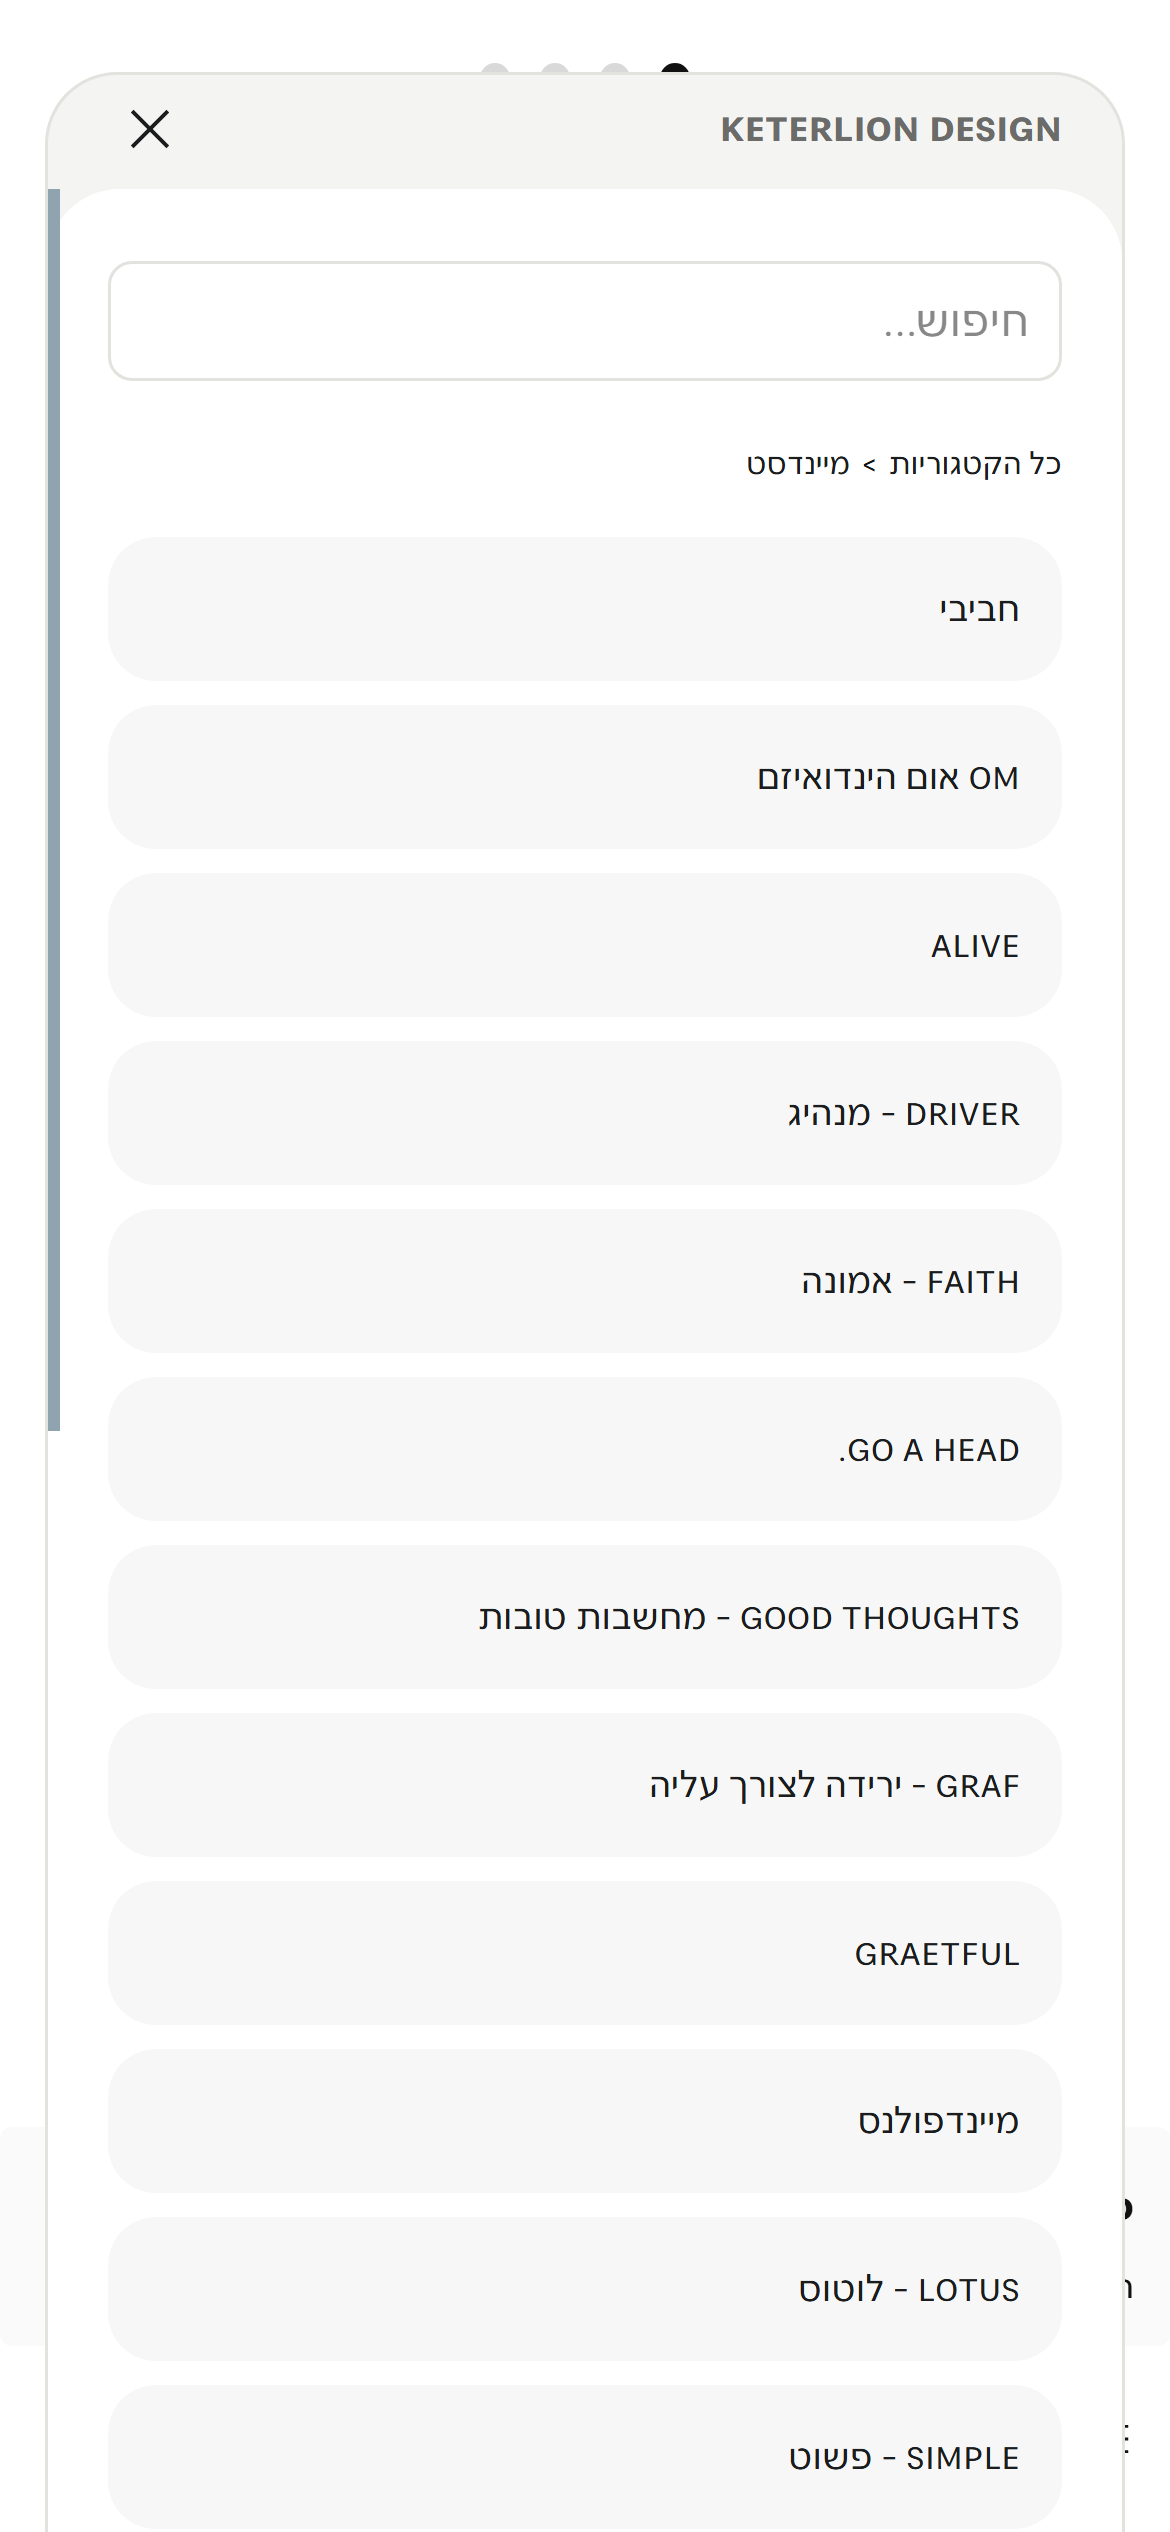 KETERLION DESIGN
חיפוש...
כל הקטגוריות > מיינדסט
חביבי
OM אום הינדואיזם
ALIVE
DRIVER - מנהיג
FAITH - אמונה
GO A HEAD.
GOOD THOUGHTS - מחשבות טובות
GRAF - ירידה לצורך עליה
GRAETFUL
מיינדפולנס
LOTUS - לוטוס
SIMPLE - פשוט